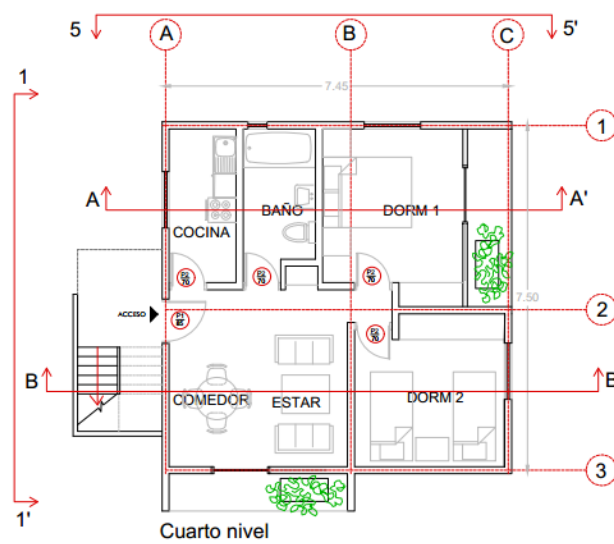 5 5'
A B C
1
7.45
1
A A'
COCINA BAÑO DORM 1
ACCESO
2
7.50
B B'
COMEDOR ESTAR DORM 2
3
1'
Cuarto nivel